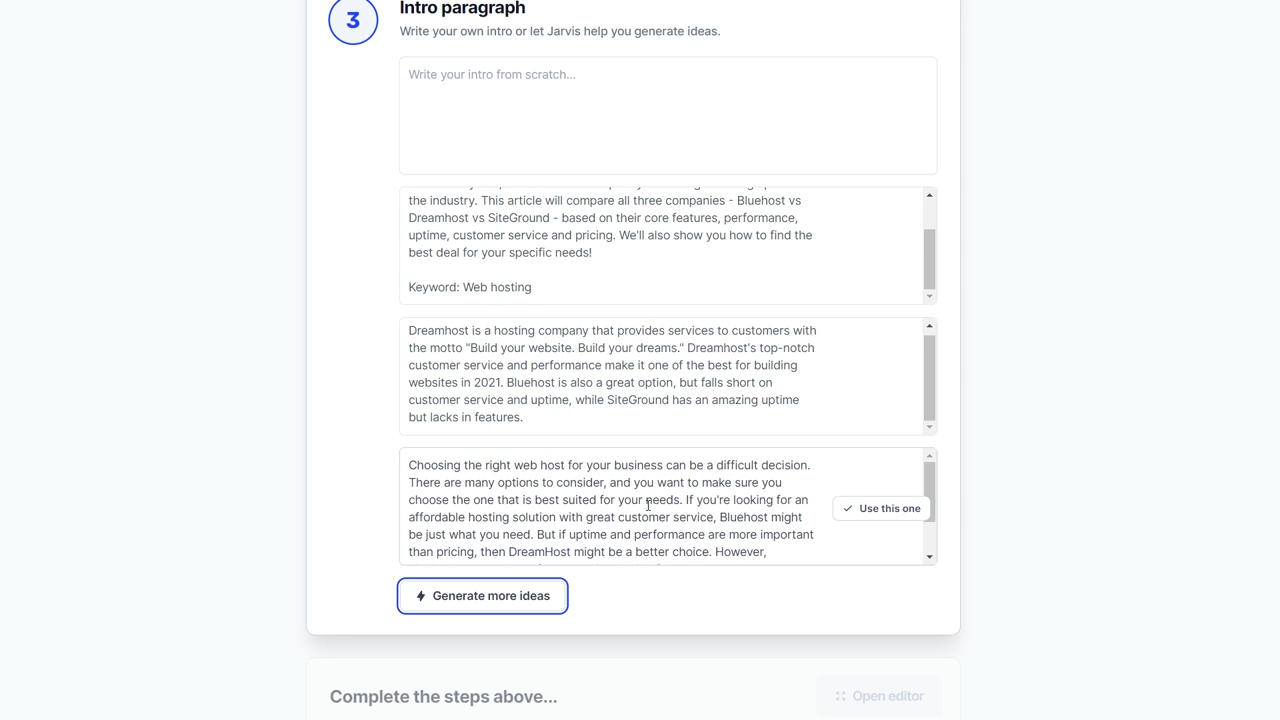 3
Intro paragraph
Write your own intro or let Jarvis help you generate ideas.
Write your intro from scratch...
the industry. This article will compare all three companies - Bluehost vs
Dreamhost vs SiteGround - based on their core features, performance,
uptime, customer service and pricing. We'll also show you how to find the
best deal for your specific needs!
Keyword: Web hosting
Dreamhost is a hosting company that provides services to customers with
the motto "Build your website. Build your dreams." Dreamhost's top-notch
customer service and performance make it one of the best for building
websites in 2021. Bluehost is also a great option, but falls short on
customer service and uptime, while SiteGround has an amazing uptime
but lacks in features.
Choosing the right web host for your business can be a difficult decision.
There are many options to consider, and you want to make sure you
choose the one that is best suited for your needs. If you're looking for an
affordable hosting solution with great customer service, Bluehost might
be just what you need. But if uptime and performance are more important
than pricing, then DreamHost might be a better choice. However,
Use this one
Generate more ideas
Complete the steps above...
Open editor